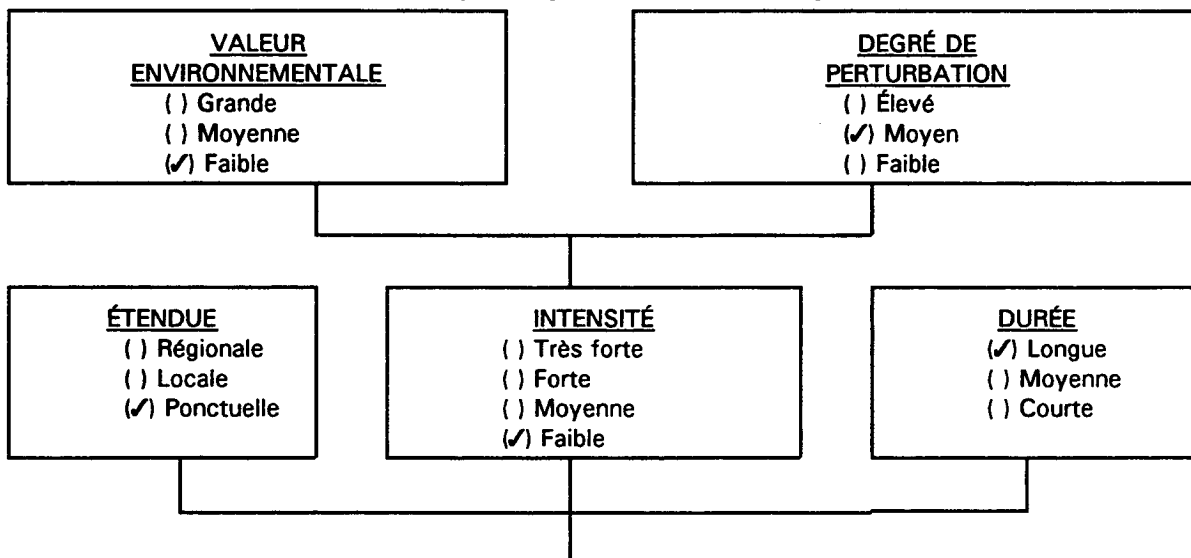 VALEUR
ENVIRONNEMENTALE
( ) Grande
( ) Moyenne
(✓) Faible
DEGRÉ DE
PERTURBATION
( ) Élevé
(✓) Moyen
( ) Faible
ÉTENDUE
( ) Régionale
( ) Locale
(✓) Ponctuelle
INTENSITÉ
( ) Très forte
( ) Forte
( ) Moyenne
(✓) Faible
DURÉE
(✓) Longue
( ) Moyenne
( ) Courte